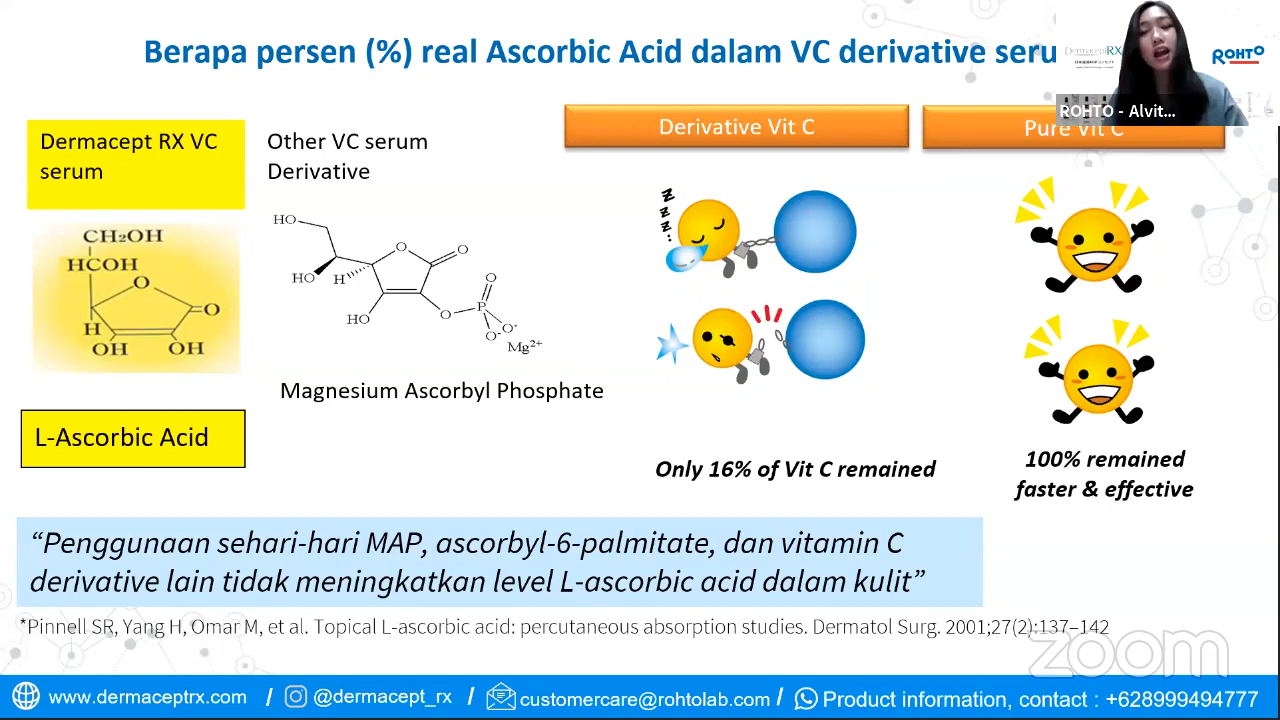 Berapa persen (%) real Ascorbic Acid dalam VC derivative seru
DermaceptRX
ROHTO
ROHTO - Alvit...
Dermacept RX VC
serum
Other VC serum
Derivative
Derivative Vit C
Pure Vit C
CH₂OH
HCOH
O
O
H
OH
OH
HO
HO
H
O
O
HO
O
P
O
O-
O-
Mg²⁺
z
z
z
Magnesium Ascorbyl Phosphate
L-Ascorbic Acid
Only 16% of Vit C remained
100% remained
faster & effective
“Penggunaan sehari-hari MAP, ascorbyl-6-palmitate, dan vitamin C
derivative lain tidak meningkatkan level L-ascorbic acid dalam kulit”
*Pinnell SR, Yang H, Omar M, et al. Topical L-ascorbic acid: percutaneous absorption studies. Dermatol Surg. 2001;27(2):137–142
zoom
www.dermaceptrx.com / @dermacept_rx / customercare@rohtolab.com / Product information, contact : +628999494777